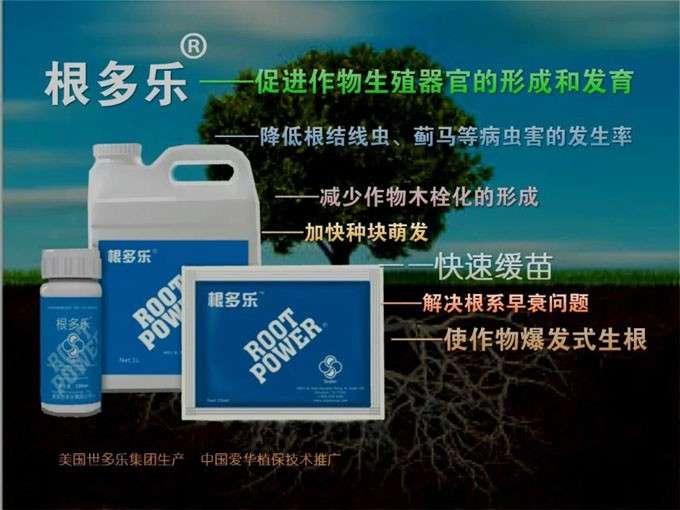 根多乐®
——促进作物生殖器官的形成和发育
——降低根结线虫、蓟马等病虫害的发生率
——减少作物木栓化的形成
——加快种块萌发
——快速缓苗
——解决根系早衰问题
——使作物爆发式生根
根多乐
ROOT
POWER
Net 1L
根多乐
ROOT
POWER
根多乐™
ROOT
POWER®
Stoller
美国世多乐集团生产 中国爱华植保技术推广